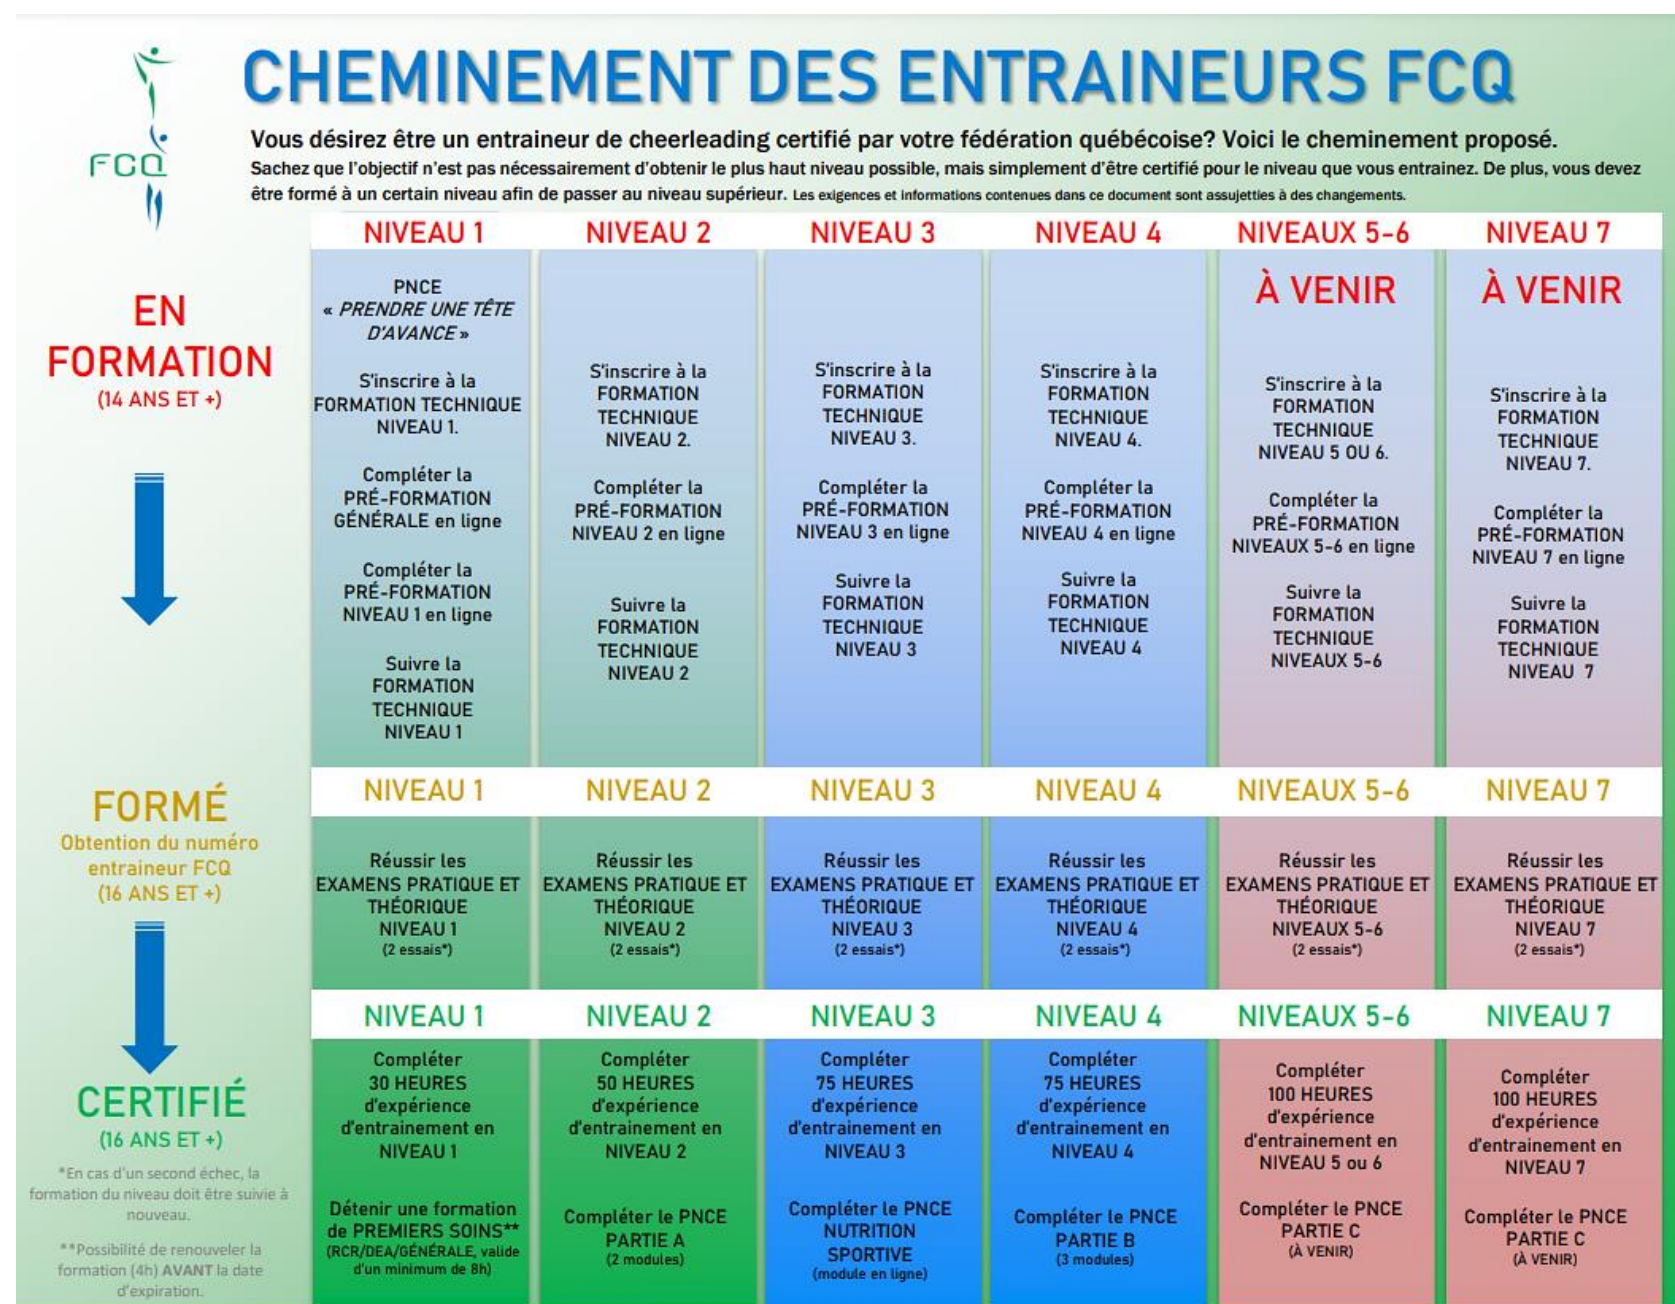 FCQ
CHEMINEMENT DES ENTRAINEURS FCQ
Vous désirez être un entraineur de cheerleading certifié par votre fédération québécoise? Voici le cheminement proposé.
Sachez que l'objectif n'est pas nécessairement d'obtenir le plus haut niveau possible, mais simplement d'être certifié pour le niveau que vous entrainez. De plus, vous devez
être formé à un certain niveau afin de passer au niveau supérieur. Les exigences et informations contenues dans ce document sont assujetties à des changements.
EN
FORMATION
(14 ANS ET +)
NIVEAU 1
PNCE
« PRENDRE UNE TÊTE
D'AVANCE »
S'inscrire à la
FORMATION TECHNIQUE
NIVEAU 1.
Compléter la
PRÉ-FORMATION
GÉNÉRALE en ligne
Compléter la
PRÉ-FORMATION
NIVEAU 1 en ligne
Suivre la
FORMATION
TECHNIQUE
NIVEAU 1
NIVEAU 2
S'inscrire à la
FORMATION
TECHNIQUE
NIVEAU 2.
Compléter la
PRÉ-FORMATION
NIVEAU 2 en ligne
Suivre la
FORMATION
TECHNIQUE
NIVEAU 2
NIVEAU 3
S'inscrire à la
FORMATION
TECHNIQUE
NIVEAU 3.
Compléter la
PRÉ-FORMATION
NIVEAU 3 en ligne
Suivre la
FORMATION
TECHNIQUE
NIVEAU 3
NIVEAU 4
S'inscrire à la
FORMATION
TECHNIQUE
NIVEAU 4.
Compléter la
PRÉ-FORMATION
NIVEAU 4 en ligne
Suivre la
FORMATION
TECHNIQUE
NIVEAU 4
NIVEAUX 5-6
À VENIR
S'inscrire à la
FORMATION
TECHNIQUE
NIVEAU 5 OU 6.
Compléter la
PRÉ-FORMATION
NIVEAUX 5-6 en ligne
Suivre la
FORMATION
TECHNIQUE
NIVEAUX 5-6
NIVEAU 7
À VENIR
S'inscrire à la
FORMATION
TECHNIQUE
NIVEAU 7.
Compléter la
PRÉ-FORMATION
NIVEAU 7 en ligne
Suivre la
FORMATION
TECHNIQUE
NIVEAU 7
FORMÉ
Obtention du numéro
entraineur FCQ
(16 ANS ET +)
NIVEAU 1
Réussir les
EXAMENS PRATIQUE ET
THÉORIQUE
NIVEAU 1
(2 essais*)
NIVEAU 2
Réussir les
EXAMENS PRATIQUE ET
THÉORIQUE
NIVEAU 2
(2 essais*)
NIVEAU 3
Réussir les
EXAMENS PRATIQUE ET
THÉORIQUE
NIVEAU 3
(2 essais*)
NIVEAU 4
Réussir les
EXAMENS PRATIQUE ET
THÉORIQUE
NIVEAU 4
(2 essais*)
NIVEAUX 5-6
Réussir les
EXAMENS PRATIQUE ET
THÉORIQUE
NIVEAUX 5-6
(2 essais*)
NIVEAU 7
Réussir les
EXAMENS PRATIQUE ET
THÉORIQUE
NIVEAU 7
(2 essais*)
CERTIFIÉ
(16 ANS ET +)
*En cas d'un second échec, la
formation du niveau doit être suivie à
nouveau.
**Possibilité de renouveler la
formation (4h) AVANT la date
d'expiration.
NIVEAU 1
Compléter
30 HEURES
d'expérience
d'entrainement en
NIVEAU 1
Détenir une formation
de PREMIERS SOINS**
(RCR/DEA/GÉNÉRALE, valide
d'un minimum de 8h)
NIVEAU 2
Compléter
50 HEURES
d'expérience
d'entrainement en
NIVEAU 2
Compléter le PNCE
PARTIE A
(2 modules)
NIVEAU 3
Compléter
75 HEURES
d'expérience
d'entrainement en
NIVEAU 3
Compléter le PNCE
NUTRITION
SPORTIVE
(module en ligne)
NIVEAU 4
Compléter
75 HEURES
d'expérience
d'entrainement en
NIVEAU 4
Compléter le PNCE
PARTIE B
(3 modules)
NIVEAUX 5-6
Compléter
100 HEURES
d'expérience
d'entrainement en
NIVEAU 5 ou 6
Compléter le PNCE
PARTIE C
(À VENIR)
NIVEAU 7
Compléter
100 HEURES
d'expérience
d'entrainement en
NIVEAU 7
Compléter le PNCE
PARTIE C
(À VENIR)